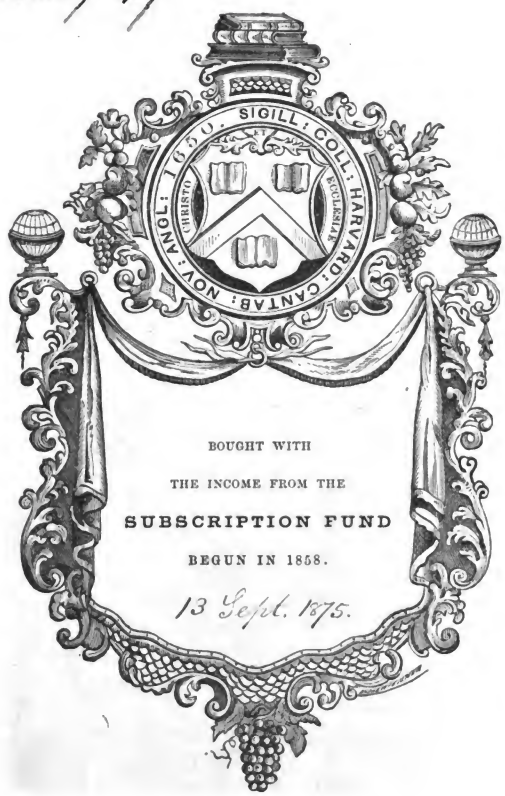 SIGILL: COLL: HARVARD: CANTAB: NOV: ANGL: 1650.
CHRISTO
ET
ECCLESIAE
BOUGHT WITH
THE INCOME FROM THE
SUBSCRIPTION FUND
BEGUN IN 1858.
13 Sept. 1875.